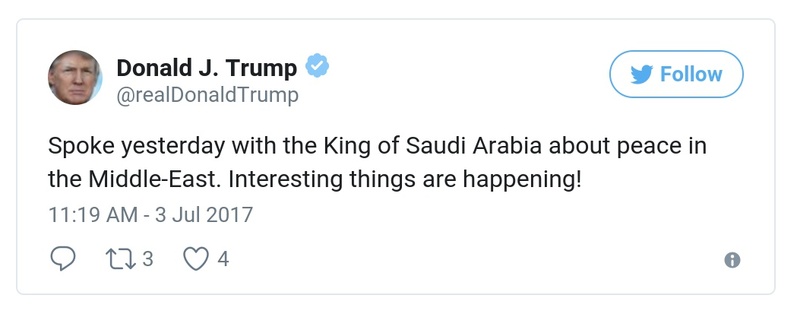 Donald J. Trump
@realDonaldTrump
Follow
Spoke yesterday with the King of Saudi Arabia about peace in
the Middle-East. Interesting things are happening!
11:19 AM - 3 Jul 2017
3 4